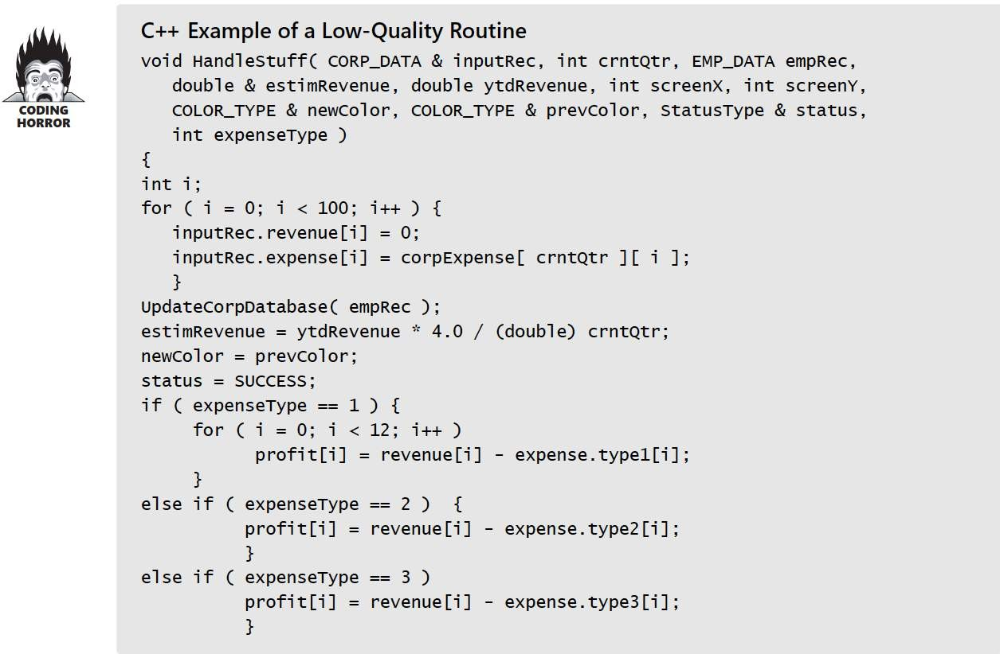 CODING
HORROR
C++ Example of a Low-Quality Routine
void HandleStuff( CORP_DATA & inputRec, int crntQtr, EMP_DATA empRec,
   double & estimRevenue, double ytdRevenue, int screenX, int screenY,
   COLOR_TYPE & newColor, COLOR_TYPE & prevColor, StatusType & status,
   int expenseType )
{
int i;
for ( i = 0; i < 100; i++ ) {
   inputRec.revenue[i] = 0;
   inputRec.expense[i] = corpExpense[ crntQtr ][ i ];
   }
UpdateCorpDatabase( empRec );
estimRevenue = ytdRevenue * 4.0 / (double) crntQtr;
newColor = prevColor;
status = SUCCESS;
if ( expenseType == 1 ) {
     for ( i = 0; i < 12; i++ )
           profit[i] = revenue[i] - expense.type1[i];
     }
else if ( expenseType == 2 )  {
          profit[i] = revenue[i] - expense.type2[i];
          }
else if ( expenseType == 3 )
          profit[i] = revenue[i] - expense.type3[i];
          }